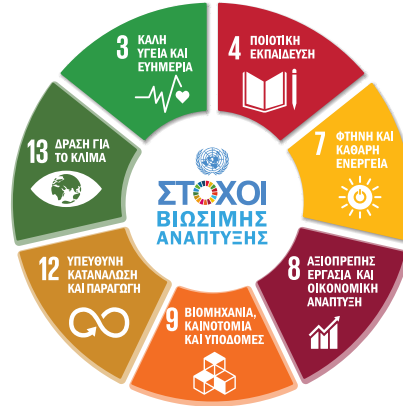 3 ΚΑΛΗ
ΥΓΕΙΑ ΚΑΙ
ΕΥΗΜΕΡΙΑ
4 ΠΟΙΟΤΙΚΗ
ΕΚΠΑΙΔΕΥΣΗ
7 ΦΤΗΝΗ ΚΑΙ
ΚΑΘΑΡΗ
ΕΝΕΡΓΕΙΑ
8 ΑΞΙΟΠΡΕΠΗΣ
ΕΡΓΑΣΙΑ ΚΑΙ
ΟΙΚΟΝΟΜΙΚΗ
ΑΝΑΠΤΥΞΗ
9 ΒΙΟΜΗΧΑΝΙΑ,
ΚΑΙΝΟΤΟΜΙΑ
ΚΑΙ ΥΠΟΔΟΜΕΣ
12 ΥΠΕΥΘΥΝΗ
ΚΑΤΑΝΑΛΩΣΗ
ΚΑΙ ΠΑΡΑΓΩΓΗ
13 ΔΡΑΣΗ ΓΙΑ
ΤΟ ΚΛΙΜΑ
ΣΤΟΧΟΙ
ΒΙΩΣΙΜΗΣ
ΑΝΑΠΤΥΞΗΣ